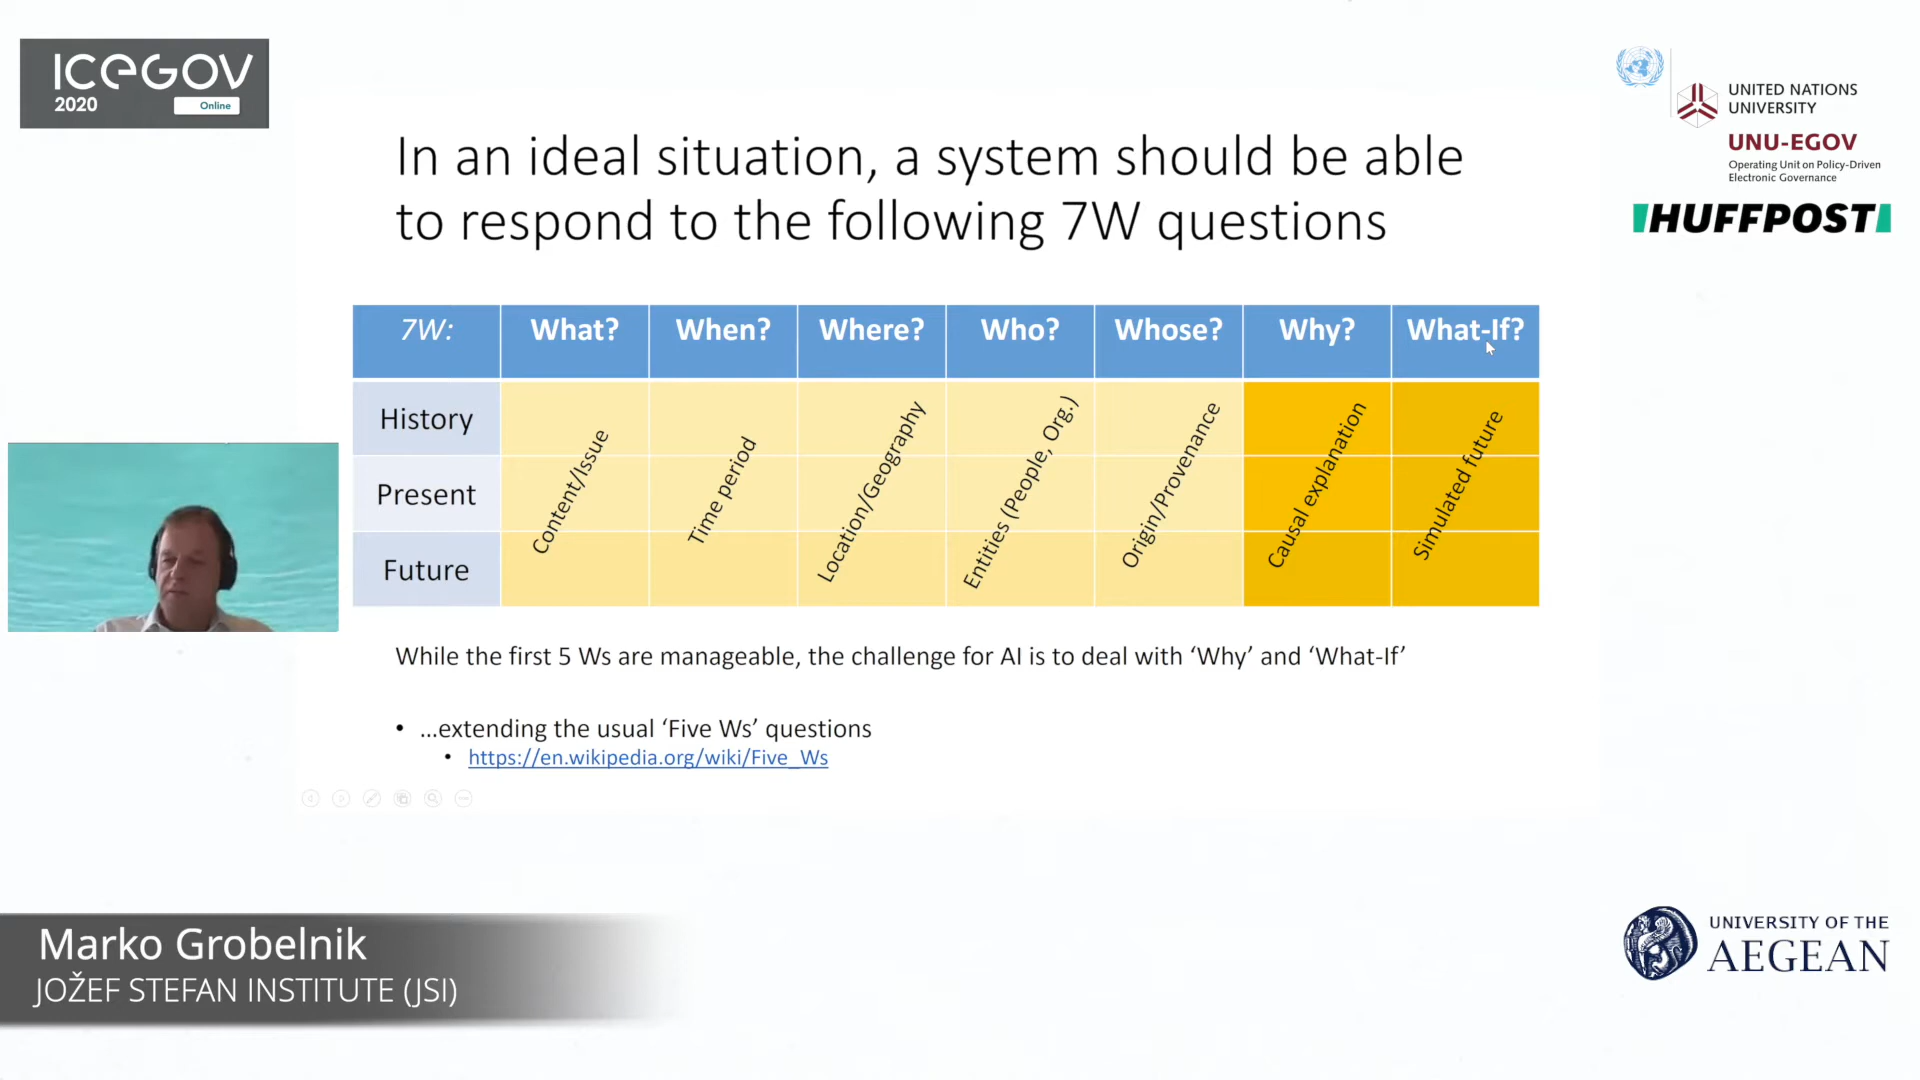 ICEGOV
2020
Online
UNITED NATIONS
UNIVERSITY
UNU-EGOV
Operating Unit on Policy-Driven
Electronic Governance
HUFFPOST
In an ideal situation, a system should be able
to respond to the following 7W questions
7W: What? When? Where? Who? Whose? Why? What-If?
History
Present
Future
Content/Issue
Time period
Location/Geography
Entities (People, Org.)
Origin/Provenance
Causal explanation
Simulated future
While the first 5 Ws are manageable, the challenge for AI is to deal with ‘Why’ and ‘What-If’
• ...extending the usual ‘Five Ws’ questions
• https://en.wikipedia.org/wiki/Five_Ws
Marko Grobelnik
JOŽEF STEFAN INSTITUTE (JSI)
UNIVERSITY OF THE
AEGEAN